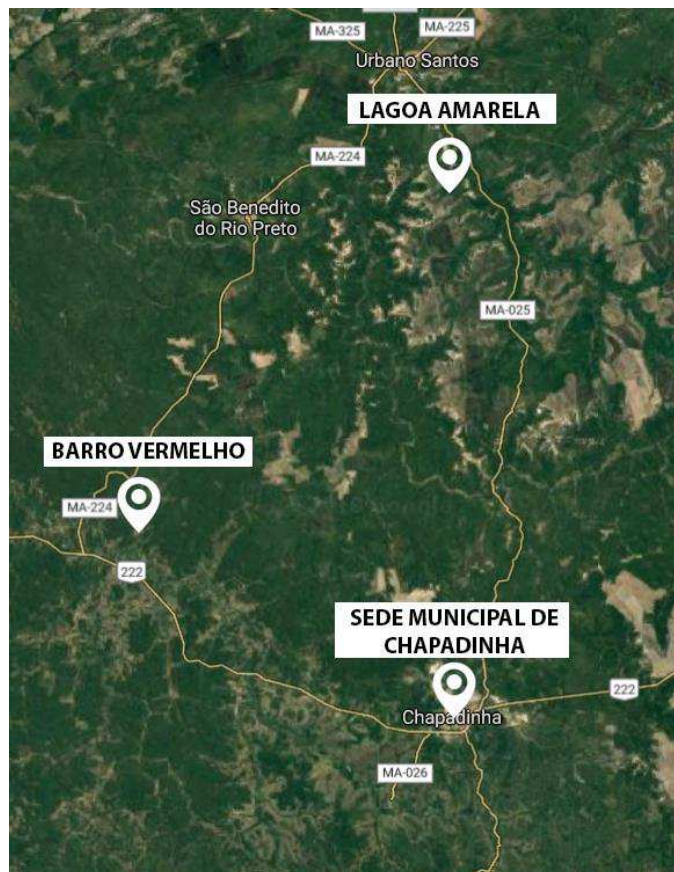 MA-325
MA-225
Urbano Santos
LAGOA AMARELA
MA-224
São Benedito
do Rio Preto
MA-025
BARRO VERMELHO
MA-224
222
SEDE MUNICIPAL DE
CHAPADINHA
222
Chapadinha
MA-026